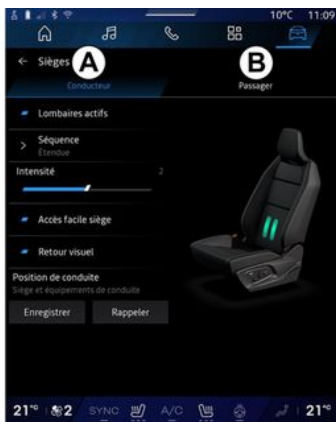 10°C 11:09
← Sièges A B
Conducteur Passager
Lombaires actifs
> Séquence
Étendue
Intensité 2
Accès facile siège
Retour visuel
Position de conduite
Siège et équipements de conduite
Enregistrer Rappeler
21° 2 SYNC A/C 21°